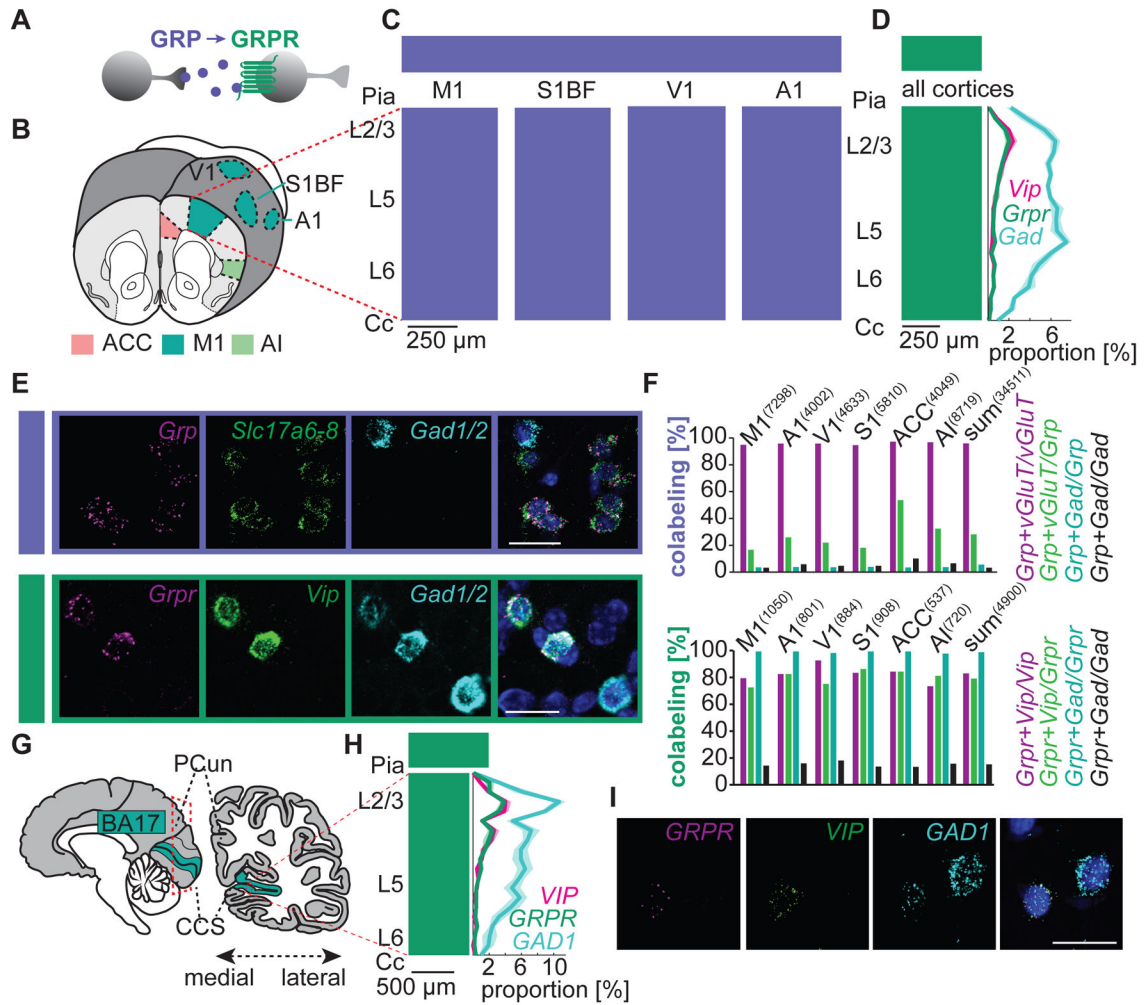 A
GRP → GRPR
B
V1
S1BF
A1
ACC M1 AI
C
M1 S1BF V1 A1
Pia
L2/3
L5
L6
Cc
250 µm
D
all cortices
Pia
L2/3
L5
L6
Cc
Vip
Grpr
Gad
250 µm
2 6
proportion [%]
E
Grp Slc17a6-8 Gad1/2
Grpr Vip Gad1/2
F
M1(7298) A1(4002) V1(4633) S1(5810) ACC(4049) AI(8719) sum(34511)
colabeling [%]
100
80
60
40
20
0
Grp+vGluT/vGluT
Grp+vGluT/Grp
Grp+Gad/Grp
Grp+Gad/Gad
M1(1050) A1(801) V1(884) S1(908) ACC(537) AI(720) sum(4900)
colabeling [%]
100
80
60
40
20
0
Grpr+Vip/Vip
Grpr+Vip/Grpr
Grpr+Gad/Grpr
Grpr+Gad/Gad
G
PCun
BA17
CCS
medial lateral
H
Pia
L2/3
L5
L6
Cc
VIP
GRPR
GAD1
500 µm
2 6 10
proportion [%]
I
GRPR VIP GAD1